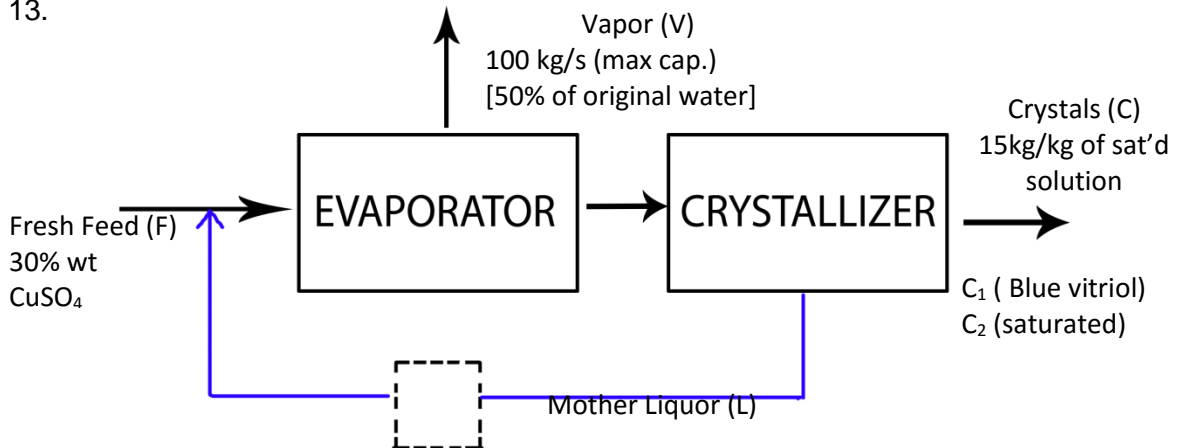 13.
Vapor (V)
100 kg/s (max cap.)
[50% of original water]
Crystals (C)
15kg/kg of sat’d
solution
EVAPORATOR
CRYSTALLIZER
Fresh Feed (F)
30% wt
CuSO₄
C₁ ( Blue vitriol)
C₂ (saturated)
Mother Liquor (L)